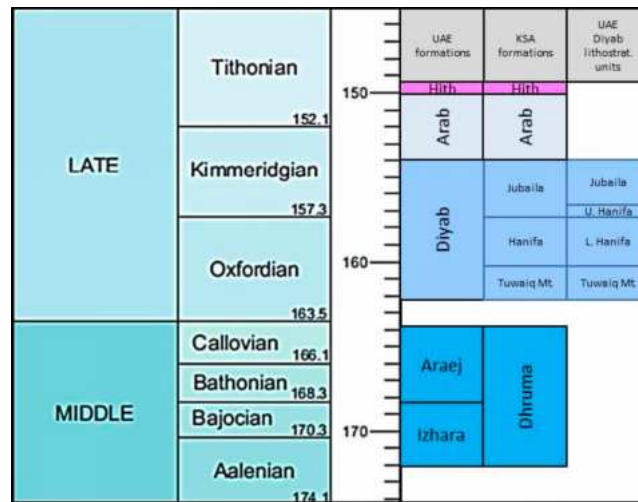 UAE
formations
KSA
formations
UAE
Diyab
lithostrat.
units
LATE
Tithonian
152.1
Kimmeridgian
157.3
Oxfordian
163.5
MIDDLE
Callovian
166.1
Bathonian
168.3
Bajocian
170.3
Aalenian
174.1
150
160
170
Hith
Hith
Arab
Arab
Diyab
Jubaila
Jubaila
U. Hanifa
Hanifa
L. Hanifa
Tuwaiq Mt.
Tuwaiq Mt.
Araej
Dhruma
Izhara